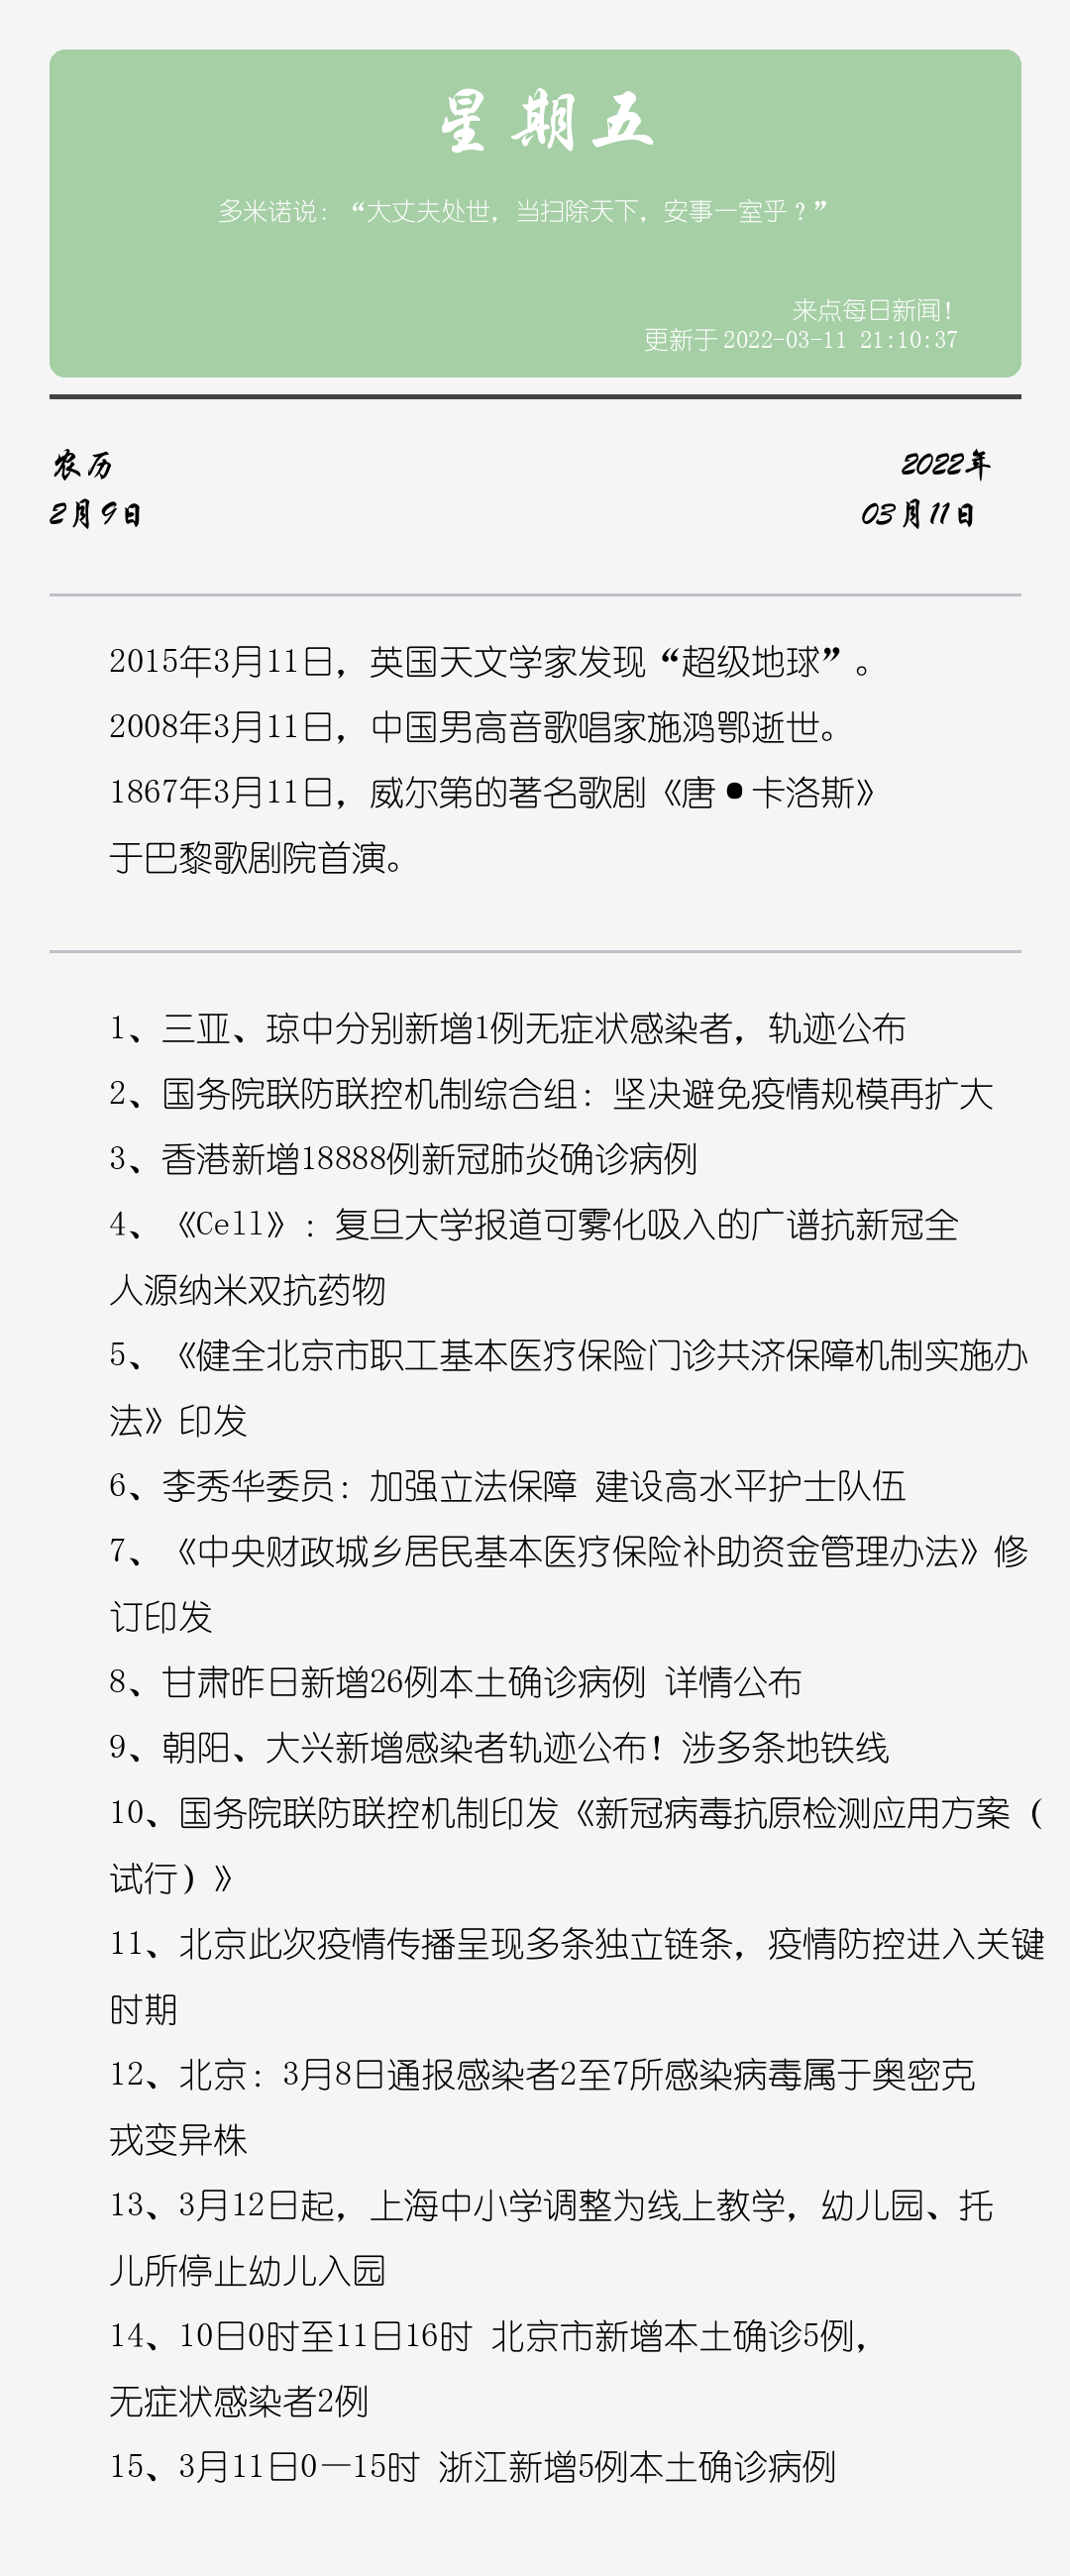 星期五
多米诺说：“大丈夫处世，当扫除天下，安事一室乎？”
来点每日新闻！
更新于2022-03-11 21:10:37
农历
2月9日
2022年
03月11日
2015年3月11日，英国天文学家发现“超级地球”。
2008年3月11日，中国男高音歌唱家施鸿鄂逝世。
1867年3月11日，威尔第的著名歌剧《唐•卡洛斯》
于巴黎歌剧院首演。
1、三亚、琼中分别新增1例无症状感染者，轨迹公布
2、国务院联防联控机制综合组：坚决避免疫情规模再扩大
3、香港新增18888例新冠肺炎确诊病例
4、《Cell》：复旦大学报道可雾化吸入的广谱抗新冠全
人源纳米双抗药物
5、《健全北京市职工基本医疗保险门诊共济保障机制实施办
法》印发
6、李秀华委员：加强立法保障 建设高水平护士队伍
7、《中央财政城乡居民基本医疗保险补助资金管理办法》修
订印发
8、甘肃昨日新增26例本土确诊病例 详情公布
9、朝阳、大兴新增感染者轨迹公布！涉多条地铁线
10、国务院联防联控机制印发《新冠病毒抗原检测应用方案（
试行）》
11、北京此次疫情传播呈现多条独立链条，疫情防控进入关键
时期
12、北京：3月8日通报感染者2至7所感染病毒属于奥密克
戎变异株
13、3月12日起，上海中小学调整为线上教学，幼儿园、托
儿所停止幼儿入园
14、10日0时至11日16时 北京市新增本土确诊5例，
无症状感染者2例
15、3月11日0—15时 浙江新增5例本土确诊病例